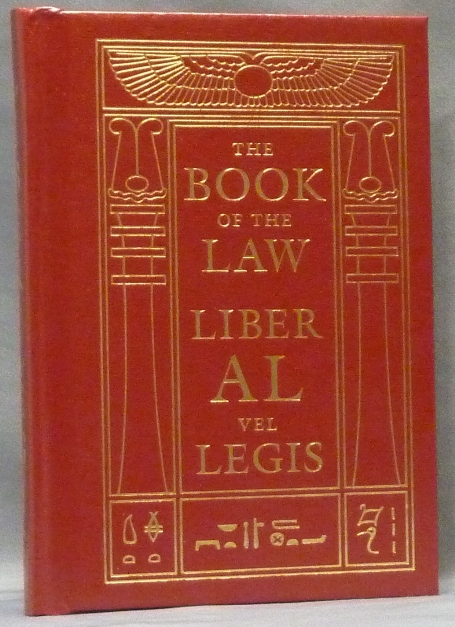 THE
BOOK
OF THE
LAW
LIBER
AL
VEL
LEGIS